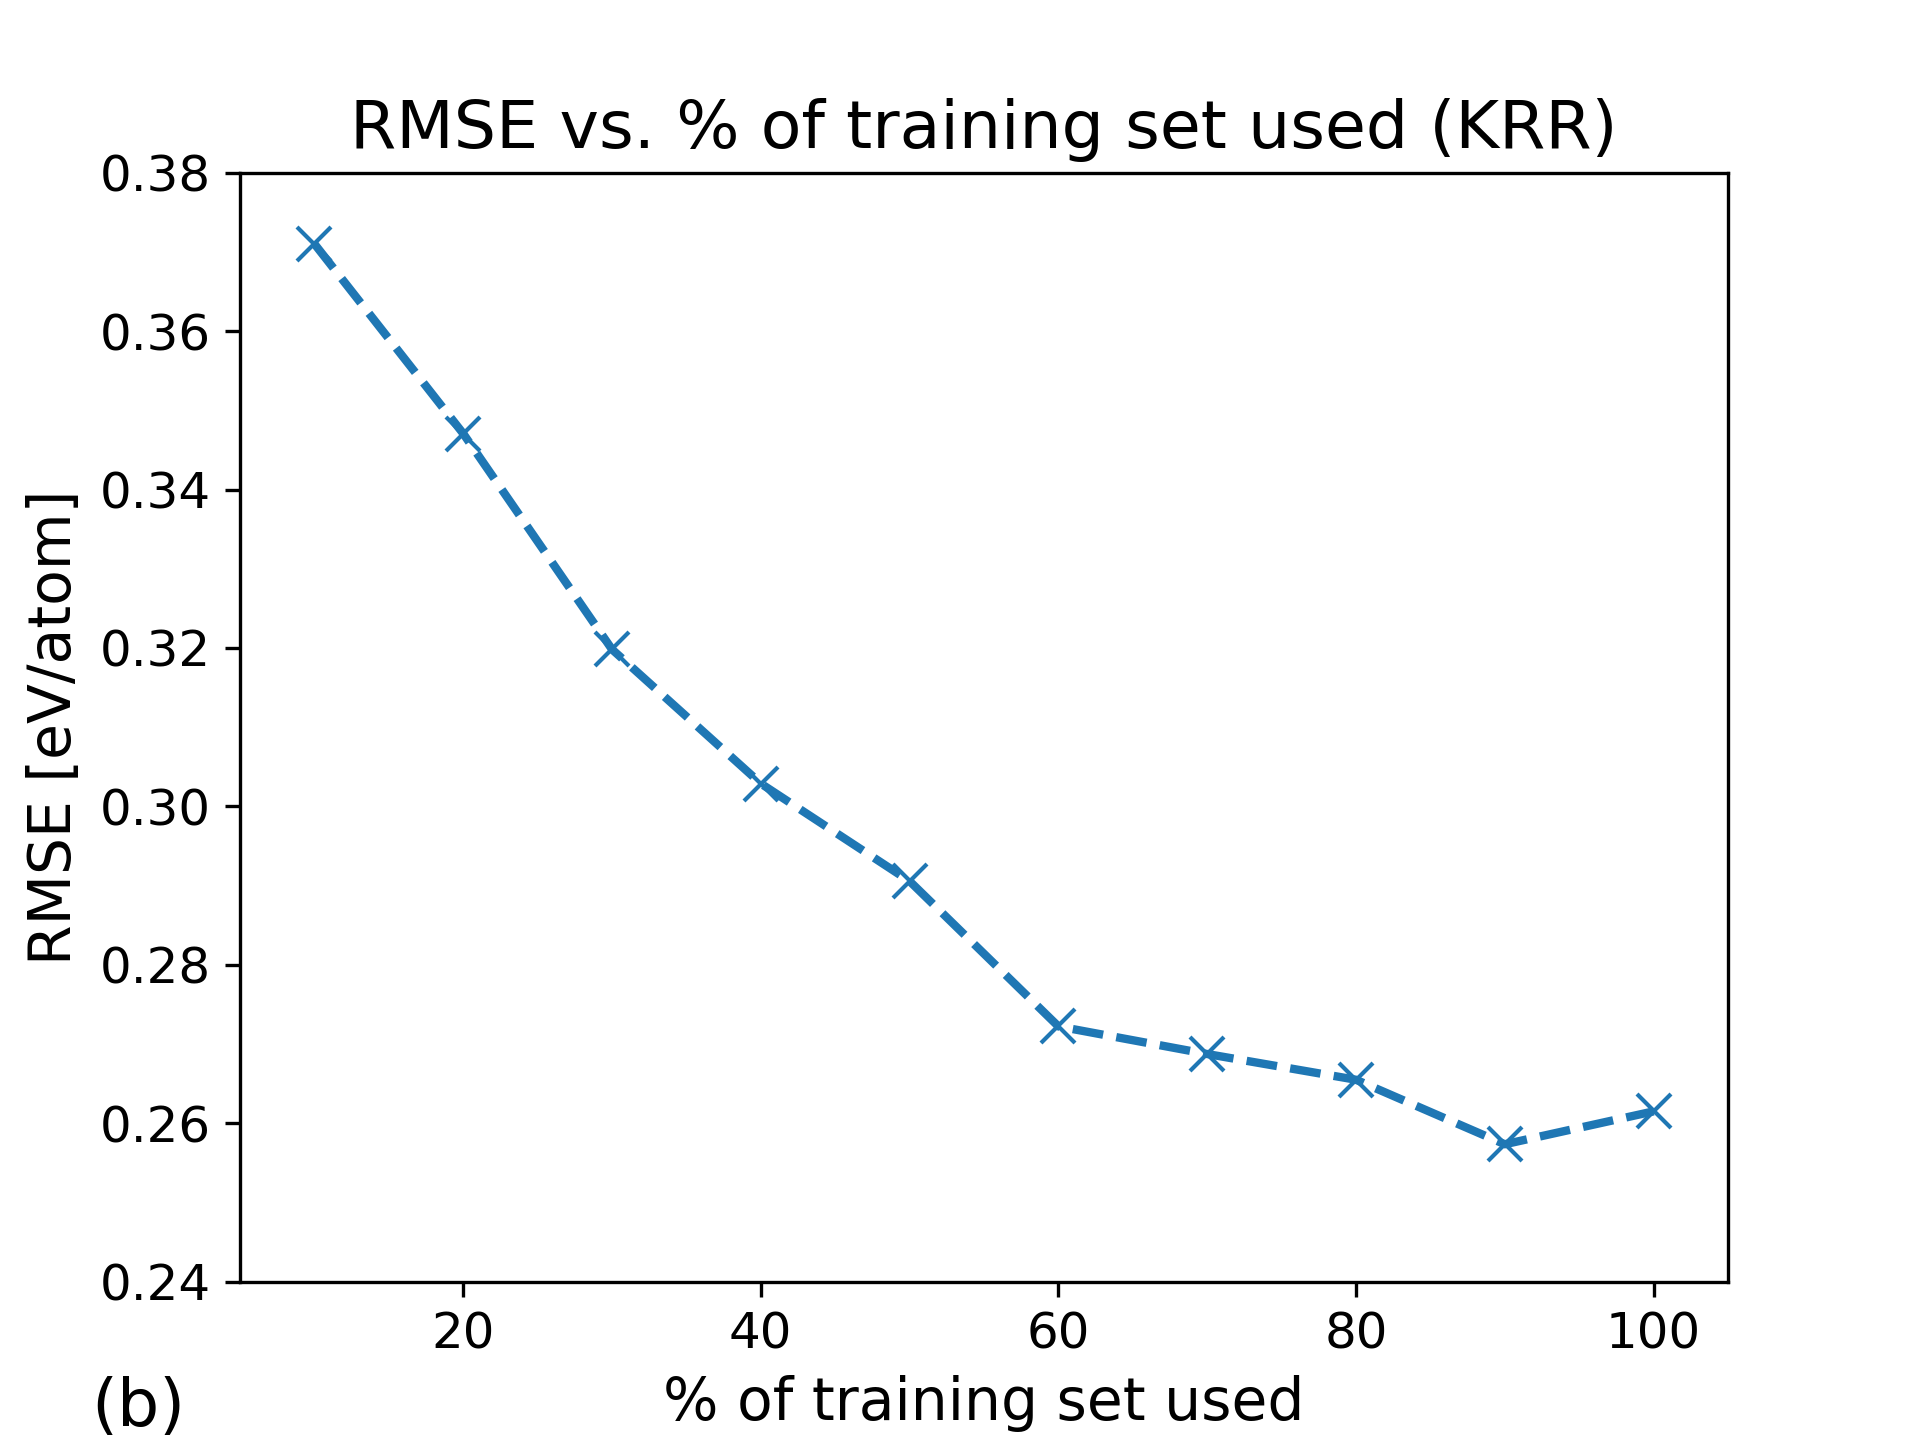 RMSE vs. % of training set used (KRR)
RMSE [eV/atom]
0.38
0.36
0.34
0.32
0.30
0.28
0.26
0.24
20 40 60 80 100
% of training set used
(b)